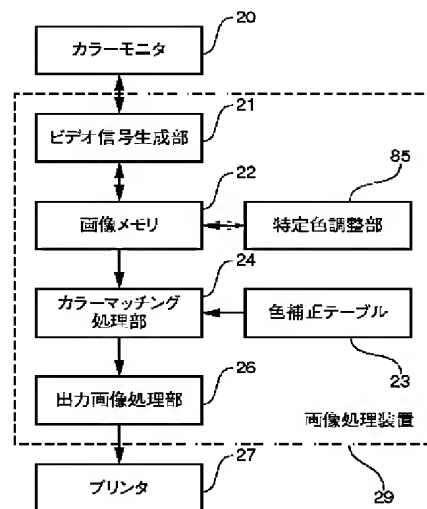 カラーモニタ
20
ビデオ信号生成部
21
画像メモリ
22
特定色調整部
85
カラーマッチング
処理部
24
色補正テーブル
23
出力画像処理部
26
画像処理装置
29
プリンタ
27